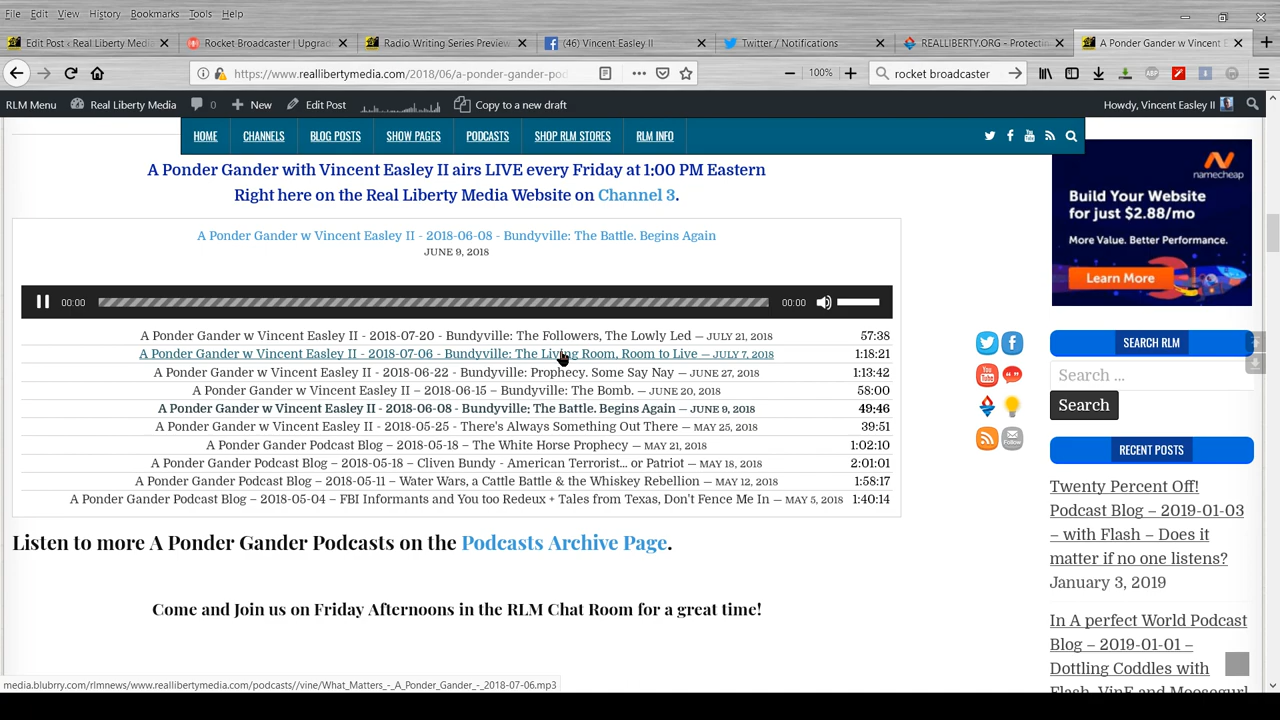 File Edit View History Bookmarks Tools Help
Edit Post ‹ Real Liberty Medi ×
Rocket Broadcaster | Upgrad ×
Radio Writing Series Preview ×
(46) Vincent Easley II ×
Twitter / Notifications ×
REALLIBERTY.ORG - Protectin ×
A Ponder Gander w Vincent E ×
https://www.reallibertymedia.com/2018/06/a-ponder-gander-pod
100%
rocket broadcaster
ABP
RLM Menu Real Liberty Media 0 New Edit Post Copy to a new draft Howdy, Vincent Easley II
HOME CHANNELS BLOG POSTS SHOW PAGES PODCASTS SHOP RLM STORES RLM INFO
A Ponder Gander with Vincent Easley II airs LIVE every Friday at 1:00 PM Eastern
Right here on the Real Liberty Media Website on Channel 3.
A Ponder Gander w Vincent Easley II - 2018-06-08 - Bundyville: The Battle. Begins Again
JUNE 9, 2018
00:00 00:00
A Ponder Gander w Vincent Easley II - 2018-07-20 - Bundyville: The Followers, The Lowly Led — JULY 21, 2018 57:38
A Ponder Gander w Vincent Easley II - 2018-07-06 - Bundyville: The Living Room, Room to Live — JULY 7, 2018 1:18:21
A Ponder Gander w Vincent Easley II - 2018-06-22 - Bundyville: Prophecy. Some Say Nay — JUNE 27, 2018 1:13:42
A Ponder Gander w Vincent Easley II – 2018-06-15 – Bundyville: The Bomb. — JUNE 20, 2018 58:00
A Ponder Gander w Vincent Easley II - 2018-06-08 - Bundyville: The Battle. Begins Again — JUNE 9, 2018 49:46
A Ponder Gander w Vincent Easley II - 2018-05-25 - There's Always Something Out There — MAY 25, 2018 39:51
A Ponder Gander Podcast Blog – 2018-05-18 – The White Horse Prophecy — MAY 21, 2018 1:02:10
A Ponder Gander Podcast Blog – 2018-05-18 – Cliven Bundy - American Terrorist... or Patriot — MAY 18, 2018 2:01:01
A Ponder Gander Podcast Blog – 2018-05-11 – Water Wars, a Cattle Battle & the Whiskey Rebellion — MAY 12, 2018 1:58:17
A Ponder Gander Podcast Blog – 2018-05-04 – FBI Informants and You too Redeux + Tales from Texas, Don't Fence Me In — MAY 5, 2018 1:40:14
Listen to more A Ponder Gander Podcasts on the Podcasts Archive Page.
Come and Join us on Friday Afternoons in the RLM Chat Room for a great time!
You Tube
Follow
namecheap
Build Your Website
for just $2.88/mo
More Value. Better Performance.
Learn More
SEARCH RLM
Search ...
Search
RECENT POSTS
Twenty Percent Off!
Podcast Blog – 2019-01-03
– with Flash – Does it
matter if no one listens?
January 3, 2019
In A perfect World Podcast
Blog – 2019-01-01 –
Dottling Coddles with
Flash, VinE and Moosegurl
media.blubrry.com/rlmnews/www.reallibertymedia.com/podcasts//vine/What_Matters_-_A_Ponder_Gander_-_2018-07-06.mp3